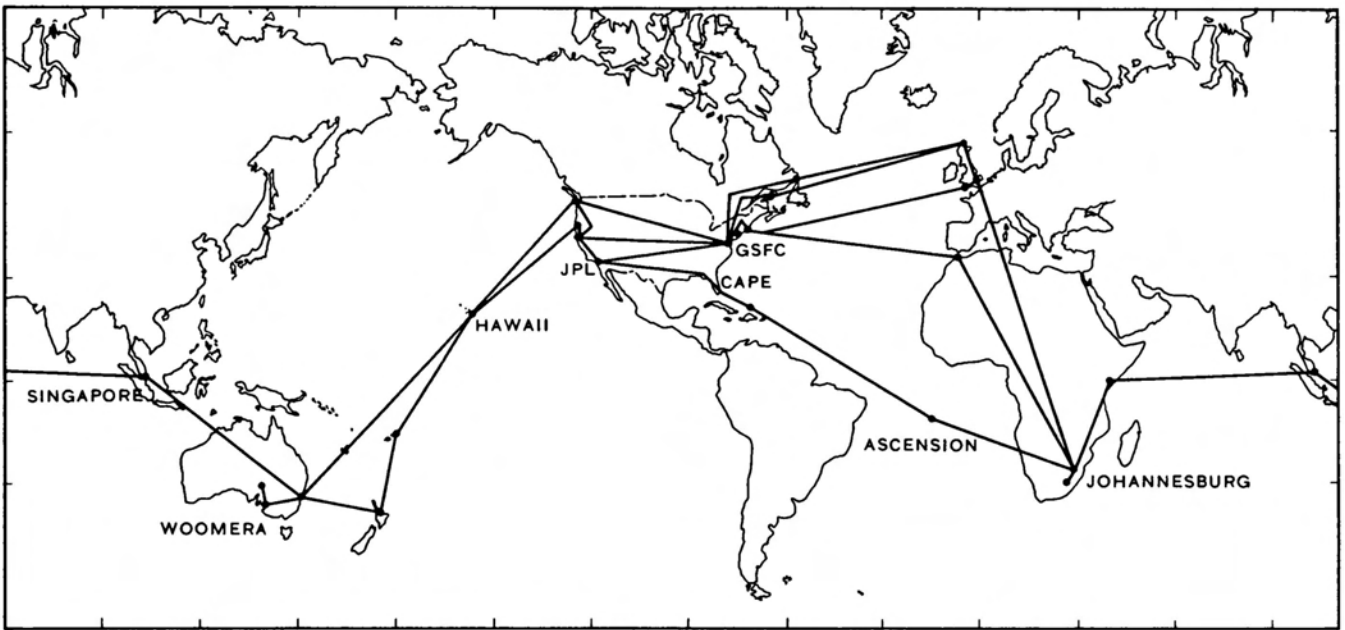 GSFC
JPL
CAPE
HAWAII
SINGAPORE
ASCENSION
JOHANNESBURG
WOOMERA